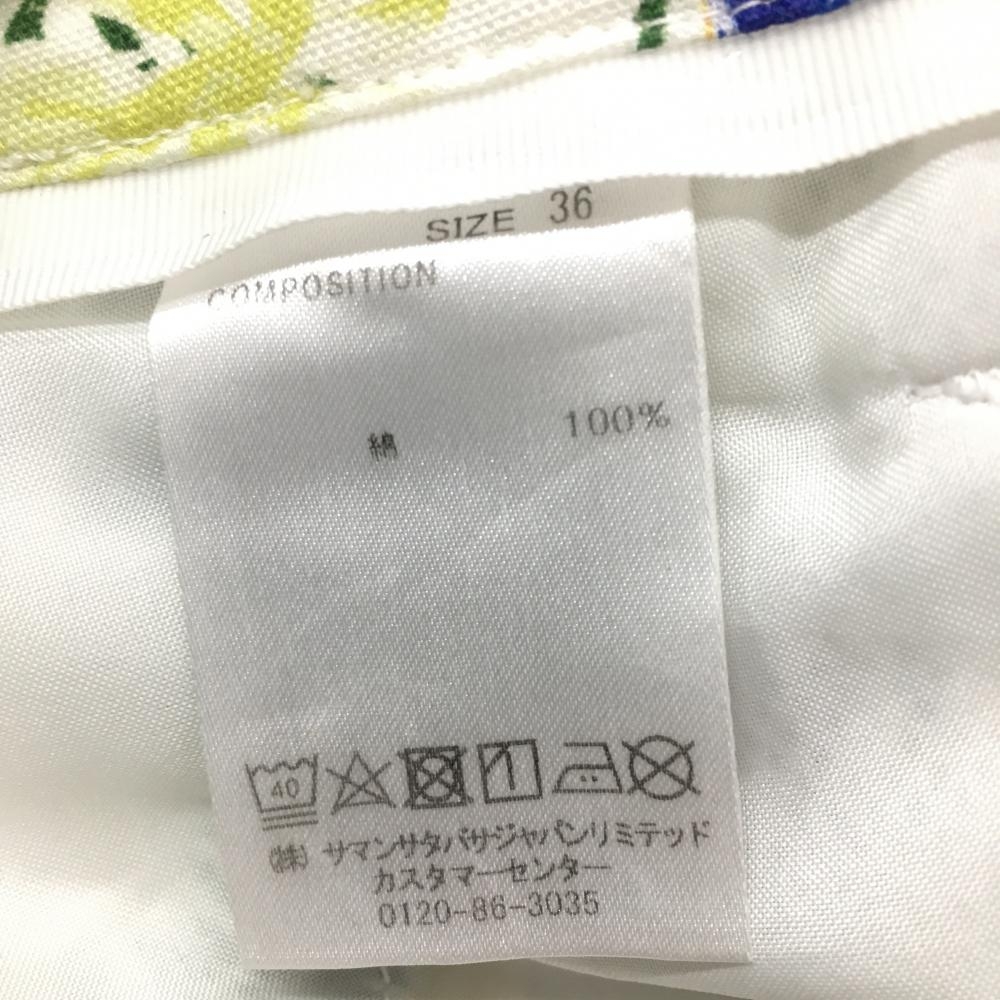 SIZE 36
COMPOSITION
綿 100%
40
㈱ サマンサタバサジャパンリミテッド
カスタマーセンター
0120-86-3035